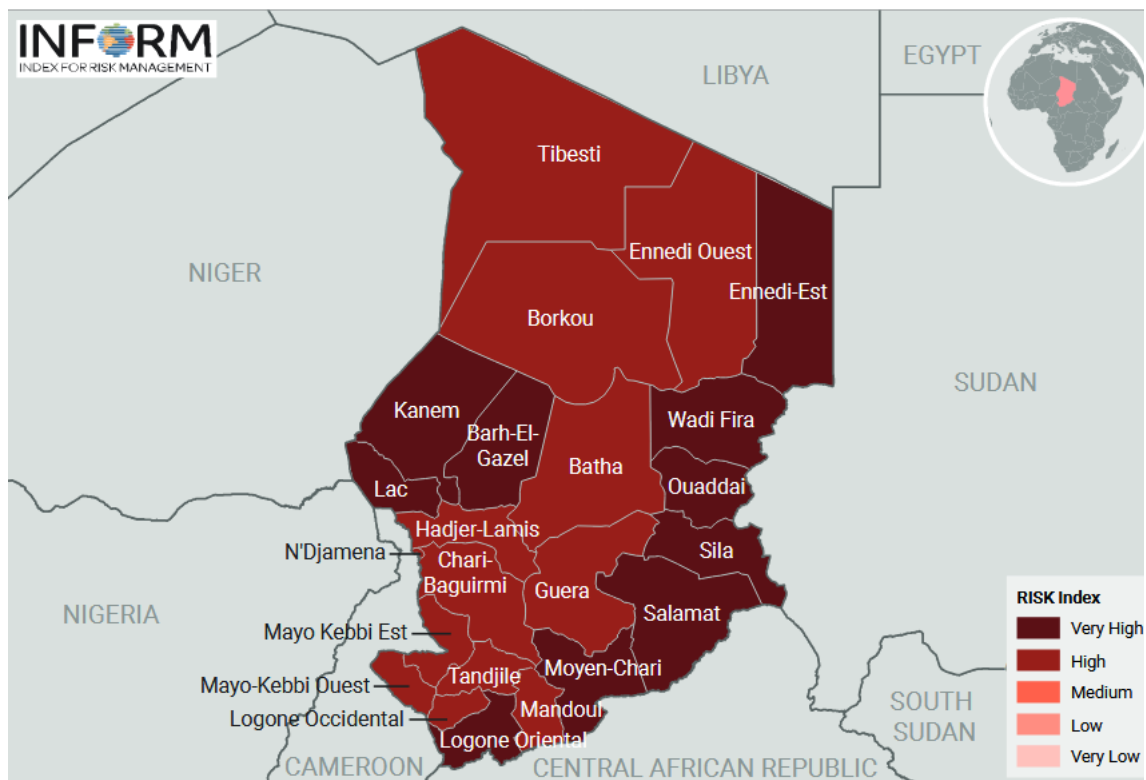 INFORM
INDEX FOR RISK MANAGEMENT
LIBYA
EGYPT
Tibesti
Ennedi Ouest
NIGER
Ennedi-Est
Borkou
SUDAN
Kanem
Wadi Fira
Barh-El-
Gazel
Batha
Lac
Ouaddai
Hadjer-Lamis
N'Djamena
Sila
Chari-
Baguirmi
Guera
NIGERIA
Salamat
Mayo Kebbi Est
Moyen-Chari
Tandjile
Mayo-Kebbi Ouest
Mandoul
Logone Occidental
Logone Oriental
SOUTH
SUDAN
CAMEROON
CENTRAL AFRICAN REPUBLIC
RISK Index
Very High
High
Medium
Low
Very Low